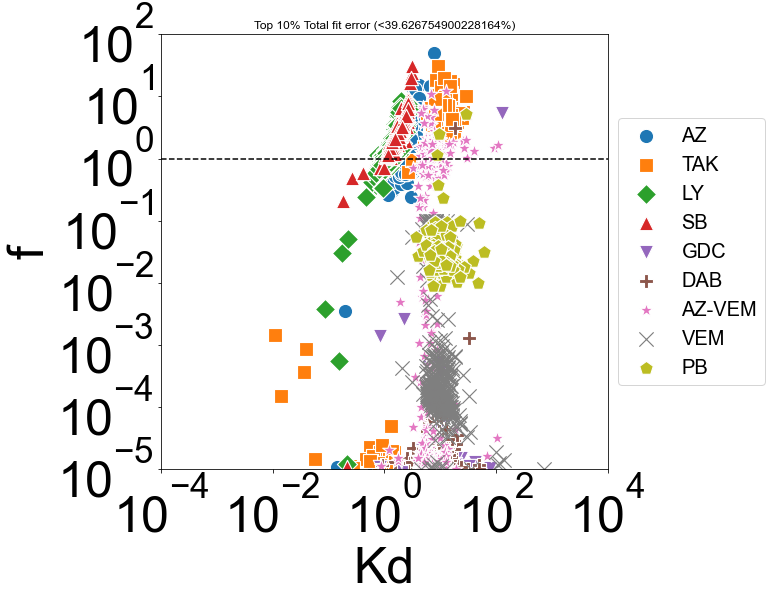 Top 10% Total fit error (<39.626754900228164%)
10^2
10^1
10^0
10^−1
10^−2
10^−3
10^−4
10^−5
f
10^−4
10^−2
10^0
10^2
10^4
Kd
AZ
TAK
LY
SB
GDC
DAB
AZ-VEM
VEM
PB